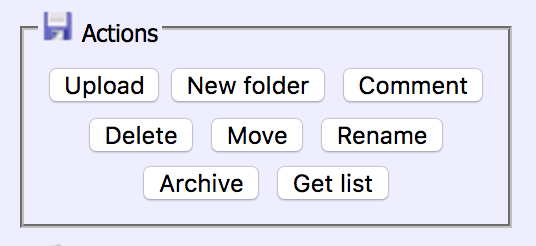 Actions
Upload New folder Comment
Delete Move Rename
Archive Get list